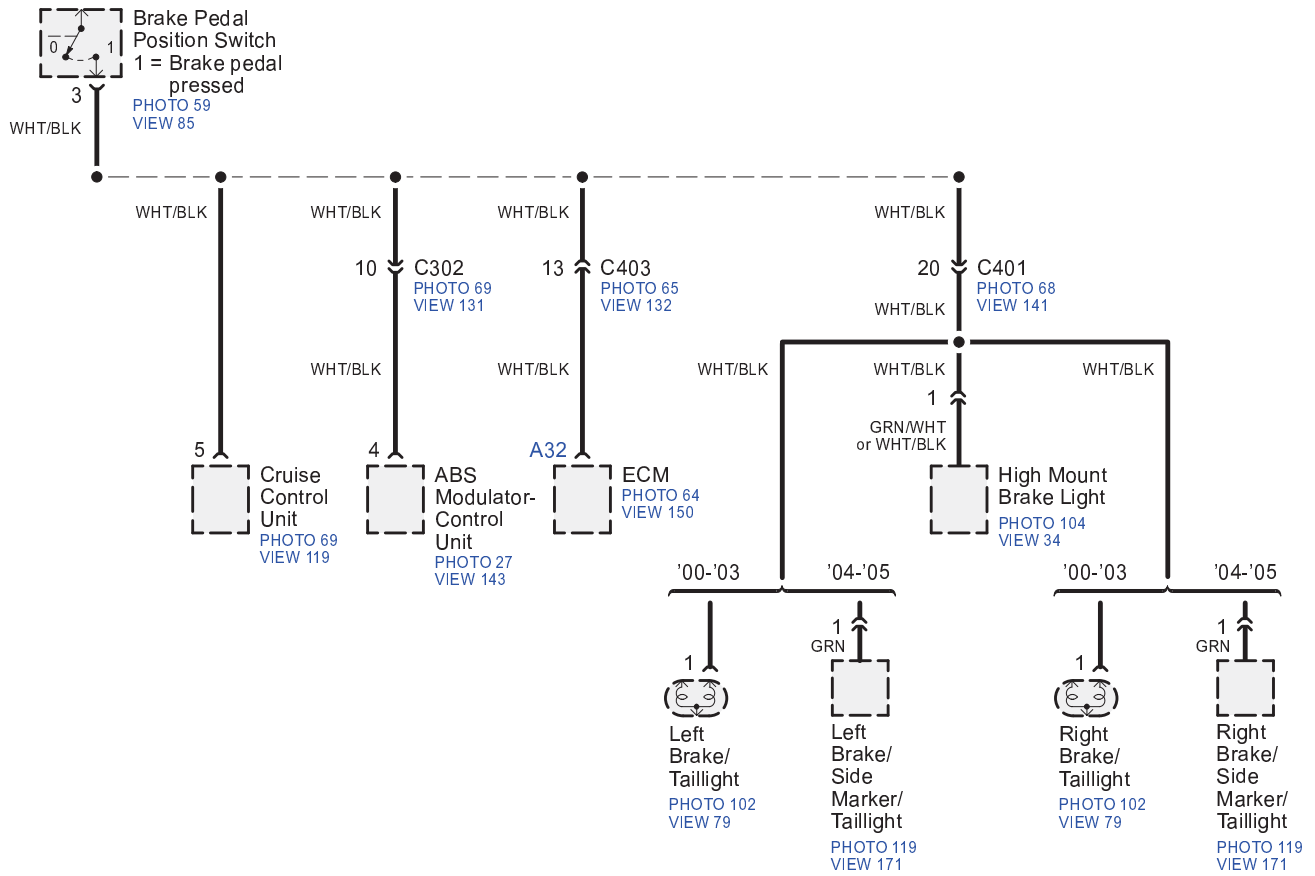 Brake Pedal
Position Switch
1 = Brake pedal
pressed
PHOTO 59
VIEW 85
0
1
3
WHT/BLK
WHT/BLK
WHT/BLK
WHT/BLK
WHT/BLK
10
C302
PHOTO 69
VIEW 131
13
C403
PHOTO 65
VIEW 132
20
C401
PHOTO 68
VIEW 141
WHT/BLK
WHT/BLK
WHT/BLK
WHT/BLK
WHT/BLK
WHT/BLK
1
GRN/WHT
or WHT/BLK
5
Cruise
Control
Unit
PHOTO 69
VIEW 119
4
ABS
Modulator-
Control
Unit
PHOTO 27
VIEW 143
A32
ECM
PHOTO 64
VIEW 150
High Mount
Brake Light
PHOTO 104
VIEW 34
’00-’03
’04-’05
’00-’03
’04-’05
1
Left
Brake/
Taillight
PHOTO 102
VIEW 79
1
GRN
Left
Brake/
Side
Marker/
Taillight
PHOTO 119
VIEW 171
1
Right
Brake/
Taillight
PHOTO 102
VIEW 79
1
GRN
Right
Brake/
Side
Marker/
Taillight
PHOTO 119
VIEW 171